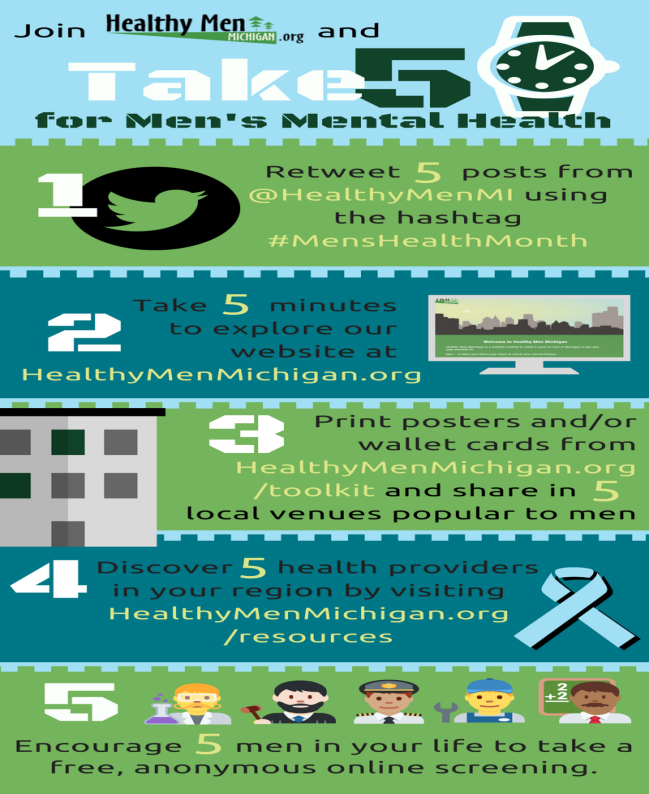 Join Healthy Men MICHIGAN .org and
Take 5
for Men's Mental Health
1
Retweet 5 posts from
@HealthyMenMI using
the hashtag
#MensHealthMonth
2
Take 5 minutes
to explore our
website at
HealthyMenMichigan.org
Welcome to Healthy Men Michigan
3
Print posters and/or
wallet cards from
HealthyMenMichigan.org
/toolkit and share in 5
local venues popular to men
4
Discover 5 health providers
in your region by visiting
HealthyMenMichigan.org
/resources
5
2
+2
Encourage 5 men in your life to take a
free, anonymous online screening.